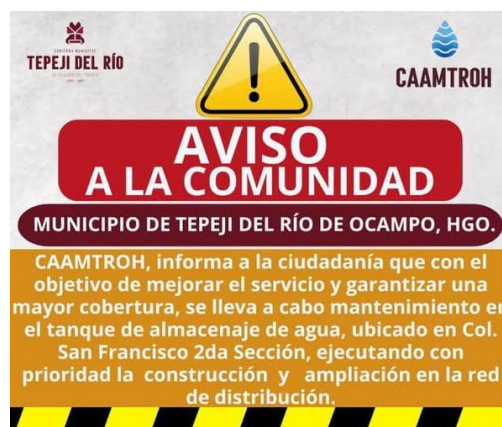 TEPEJI DEL RÍO
CAAMTROH
AVISO
A LA COMUNIDAD
MUNICIPIO DE TEPEJI DEL RÍO DE OCAMPO, HGO.
CAAMTROH, informa a la ciudadanía que con el
objetivo de mejorar el servicio y garantizar una
mayor cobertura, se lleva a cabo mantenimiento en
el tanque de almacenaje de agua, ubicado en Col.
San Francisco 2da Sección, ejecutando con
prioridad la construcción y ampliación en la red
de distribución.